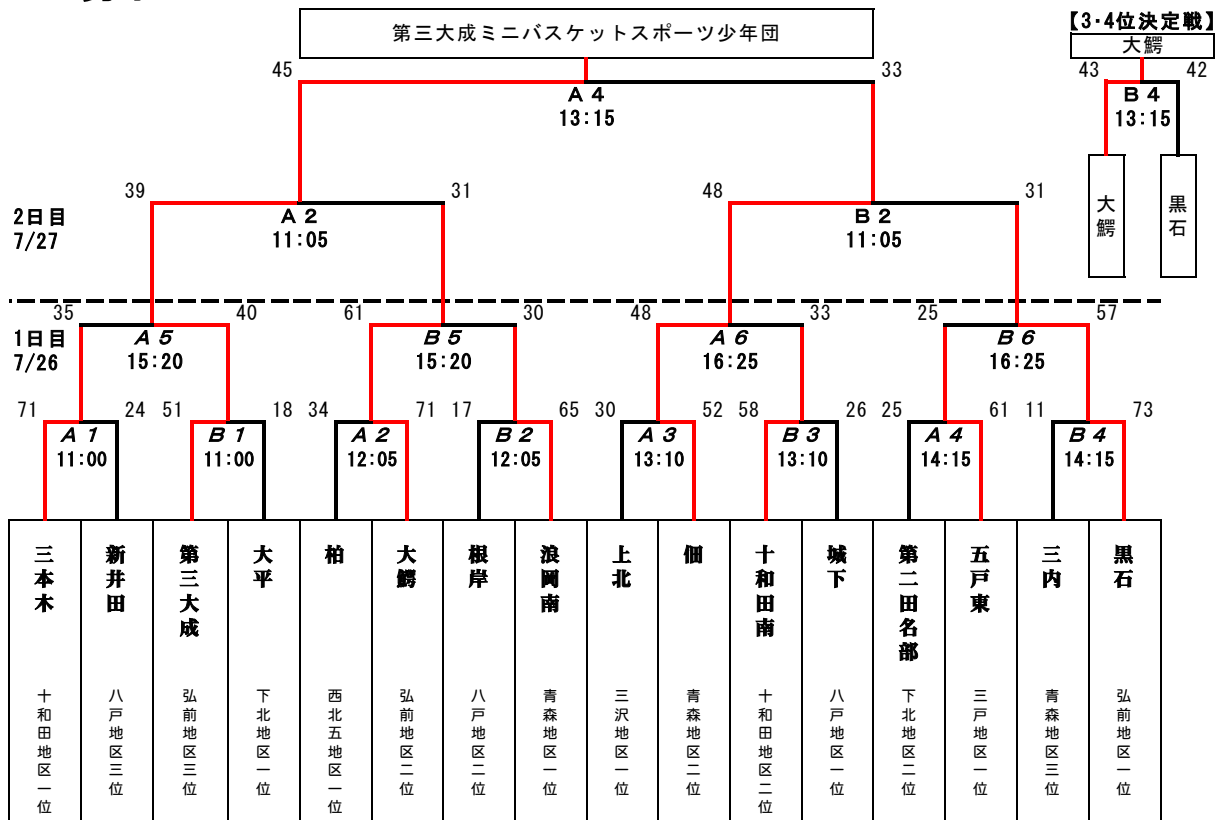 第三大成ミニバスケットスポーツ少年団
【3・4位決定戦】
大鰐
45
33
43
42
A 4
13:15
B 4
13:15
大鰐
黒石
39
31
48
31
2日目
7/27
A 2
11:05
B 2
11:05
35
40
61
30
48
33
25
57
1日目
7/26
A 5
15:20
B 5
15:20
A 6
16:25
B 6
16:25
71
24
51
18
34
71
17
65
30
52
58
26
25
61
11
73
A 1
11:00
B 1
11:00
A 2
12:05
B 2
12:05
A 3
13:10
B 3
13:10
A 4
14:15
B 4
14:15
三本木
新井田
第三大成
大平
柏
大鰐
根岸
浪岡南
上北
佃
十和田南
城下
第二田名部
五戸東
三内
黒石
十和田地区一位
八戸地区三位
弘前地区三位
下北地区一位
西北五地区一位
弘前地区二位
八戸地区二位
青森地区一位
三沢地区一位
青森地区二位
十和田地区二位
八戸地区一位
下北地区二位
三戸地区一位
青森地区三位
弘前地区一位